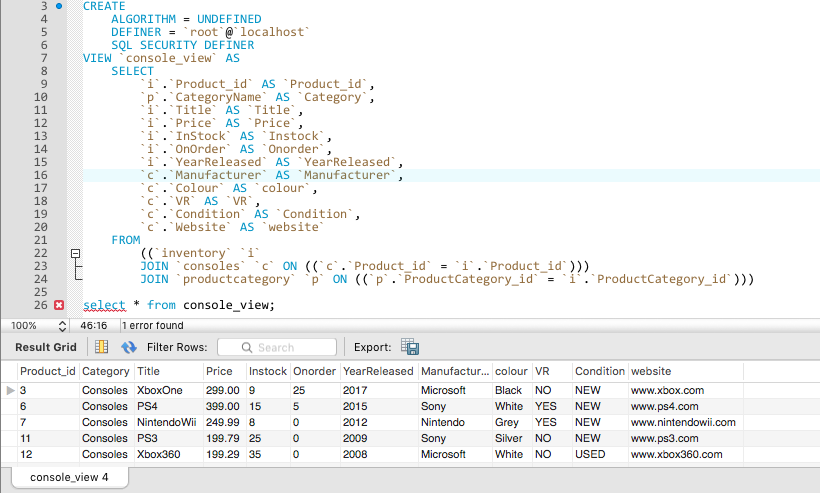 3 CREATE
4 ALGORITHM = UNDEFINED
5 DEFINER = `root`@`localhost`
6 SQL SECURITY DEFINER
7 VIEW `console_view` AS
8 SELECT
9 `i`.`Product_id` AS `Product_id`,
10 `p`.`CategoryName` AS `Category`,
11 `i`.`Title` AS `Title`,
12 `i`.`Price` AS `Price`,
13 `i`.`InStock` AS `Instock`,
14 `i`.`OnOrder` AS `Onorder`,
15 `i`.`YearReleased` AS `YearReleased`,
16 `c`.`Manufacturer` AS `Manufacturer`,
17 `c`.`Colour` AS `colour`,
18 `c`.`VR` AS `VR`,
19 `c`.`Condition` AS `Condition`,
20 `c`.`Website` AS `website`
21 FROM
22 ((`inventory` `i`
23 JOIN `consoles` `c` ON ((`c`.`Product_id` = `i`.`Product_id`)))
24 JOIN `productcategory` `p` ON ((`p`.`ProductCategory_id` = `i`.`ProductCategory_id`)))
25
26 select * from console_view;
100% 46:16 1 error found
Result Grid Filter Rows: Search Export:
Product_id Category Title Price Instock Onorder YearReleased Manufactur... colour VR Condition website
3 Consoles XboxOne 299.00 9 25 2017 Microsoft Black NO NEW www.xbox.com
6 Consoles PS4 399.00 15 5 2015 Sony White YES NEW www.ps4.com
7 Consoles NintendoWii 249.99 8 0 2012 Nintendo Grey YES NEW www.nintendowii.com
11 Consoles PS3 199.79 25 0 2009 Sony Silver NO NEW www.ps3.com
12 Consoles Xbox360 199.29 35 0 2008 Microsoft White NO USED www.xbox360.com
console_view 4